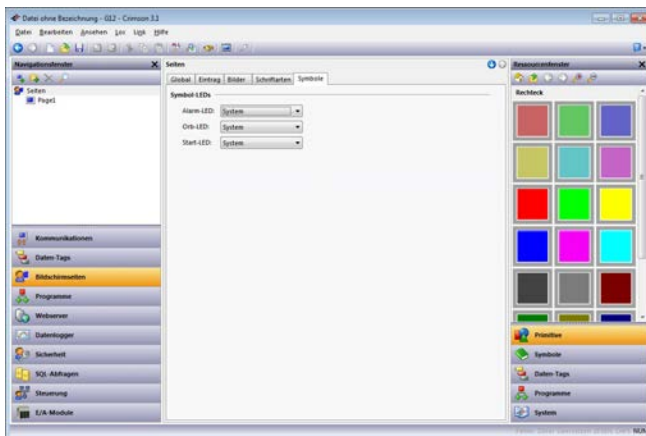 Datei ohne Bezeichnung - G12 - Crimson 3.2
Datei Bearbeiten Ansehen Los Link Hilfe
Navigationsfenster
Seiten
Page1
Kommunikationen
Daten-Tags
Bildschirmseiten
Programme
Webserver
Datenlogger
Sicherheit
SQL-Abfragen
Steuerung
E/A-Module
Seiten
Global Eintrag Bilder Schriftarten Symbole
Symbol-LEDs
Alarm-LED: System
Orb-LED: System
Start-LED: System
Ressourcenfenster
Rechteck
Primitive
Symbole
Daten-Tags
Programme
System
NUM